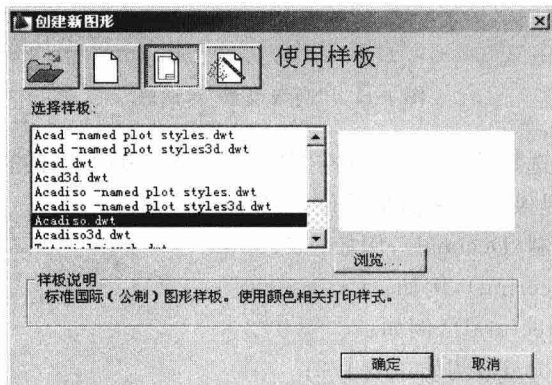 创建新图形
使用样板
选择样板:
Acad -named plot styles.dwt
Acad -named plot styles3d.dwt
Acad.dwt
Acad3d.dwt
Acadiso -named plot styles.dwt
Acadiso -named plot styles3d.dwt
Acadiso.dwt
Acadiso3d.dwt
浏览...
样板说明
标准国际（公制）图形样板。使用颜色相关打印样式。
确定
取消